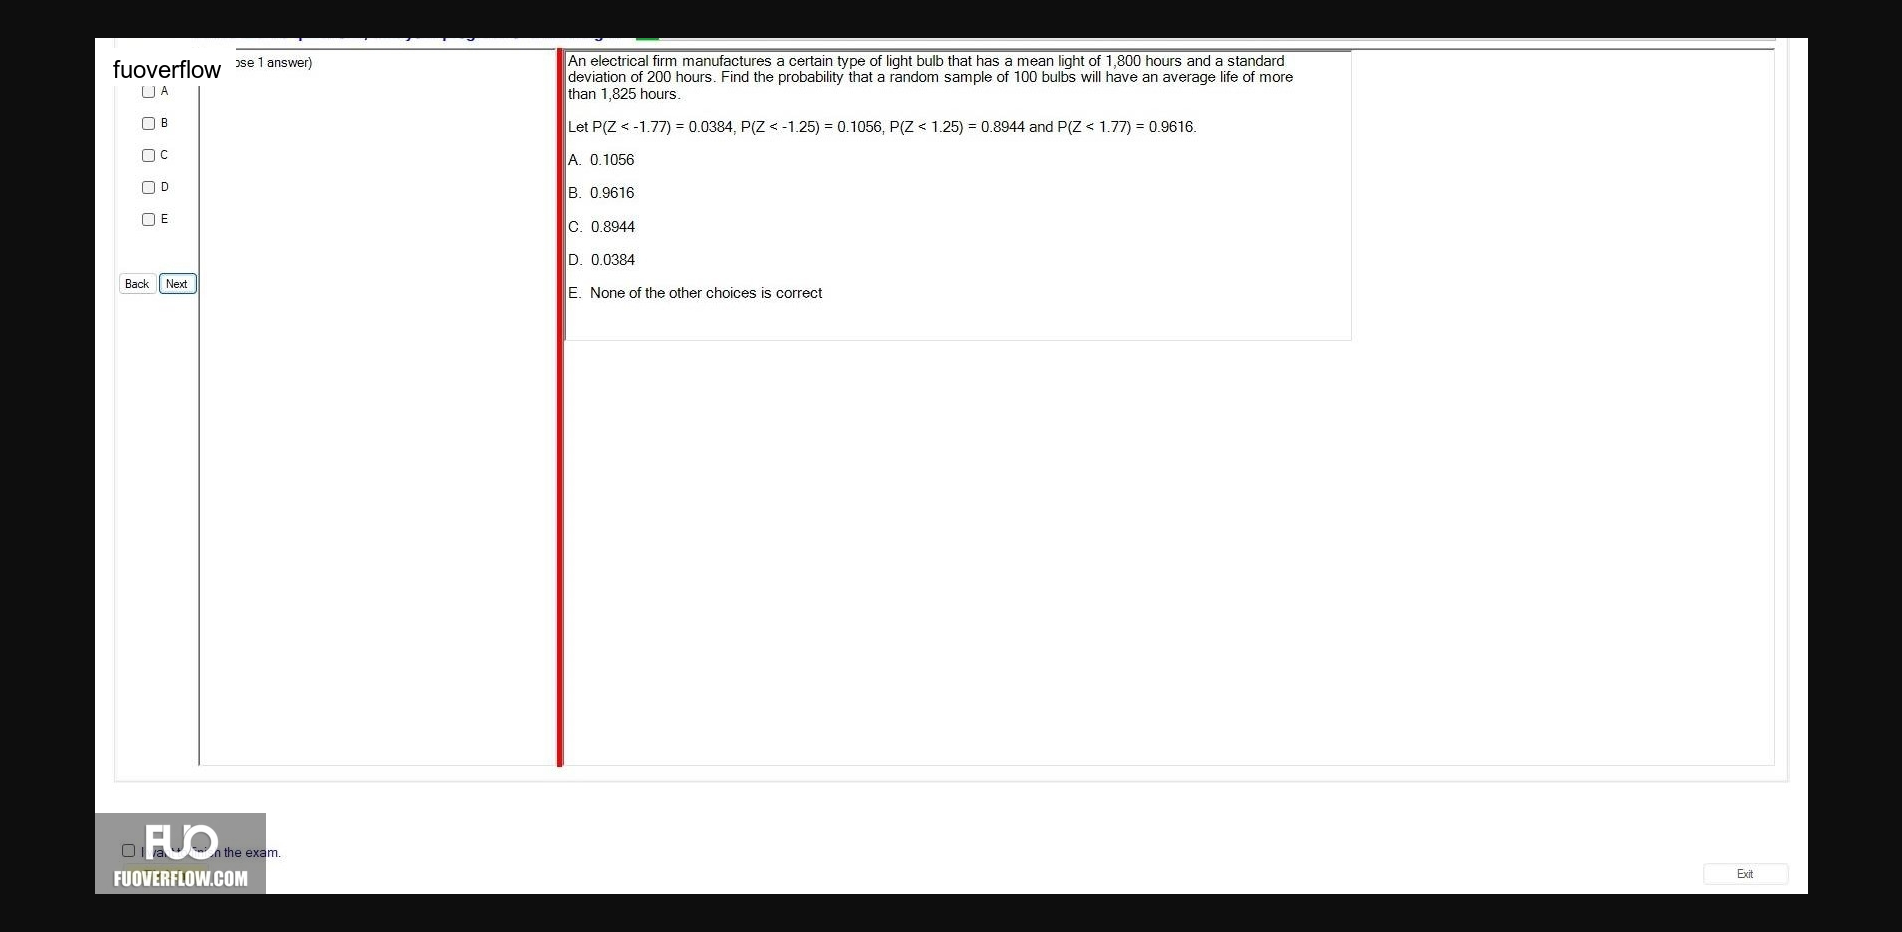 fuoverflow
ose 1 answer)
A
B
C
D
E
Back Next
An electrical firm manufactures a certain type of light bulb that has a mean light of 1,800 hours and a standard
deviation of 200 hours. Find the probability that a random sample of 100 bulbs will have an average life of more
than 1,825 hours.
Let P(Z < -1.77) = 0.0384, P(Z < -1.25) = 0.1056, P(Z < 1.25) = 0.8944 and P(Z < 1.77) = 0.9616.
A. 0.1056
B. 0.9616
C. 0.8944
D. 0.0384
E. None of the other choices is correct
FUO
I the exam.
FUOVERFLOW.COM
Exit